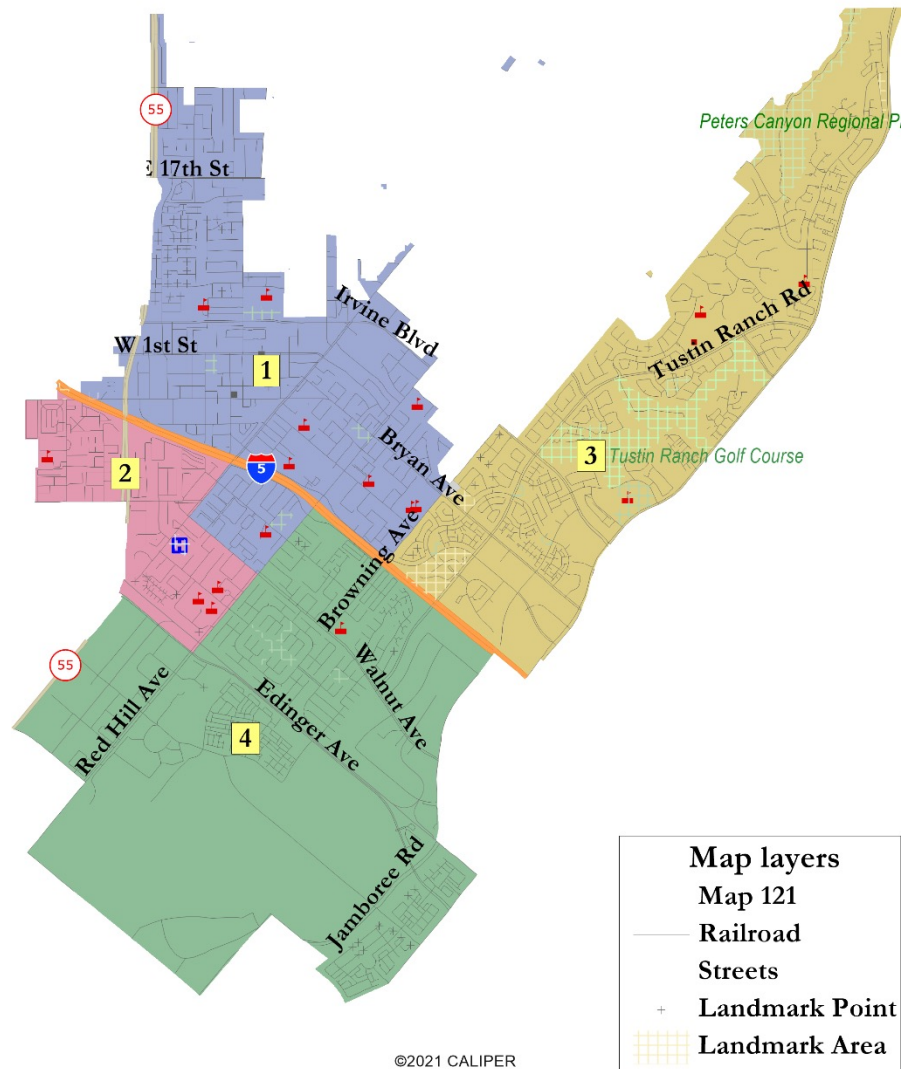 55
Peters Canyon Regional P
E 17th St
Irvine Blvd
Tustin Ranch Rd
W 1st St
1
Bryan Ave
2
5
3
Tustin Ranch Golf Course
H
Browning Ave
55
Walnut Ave
Red Hill Ave
Edinger Ave
4
Jamboree Rd
Map layers
Map 121
Railroad
Streets
Landmark Point
Landmark Area
©2021 CALIPER